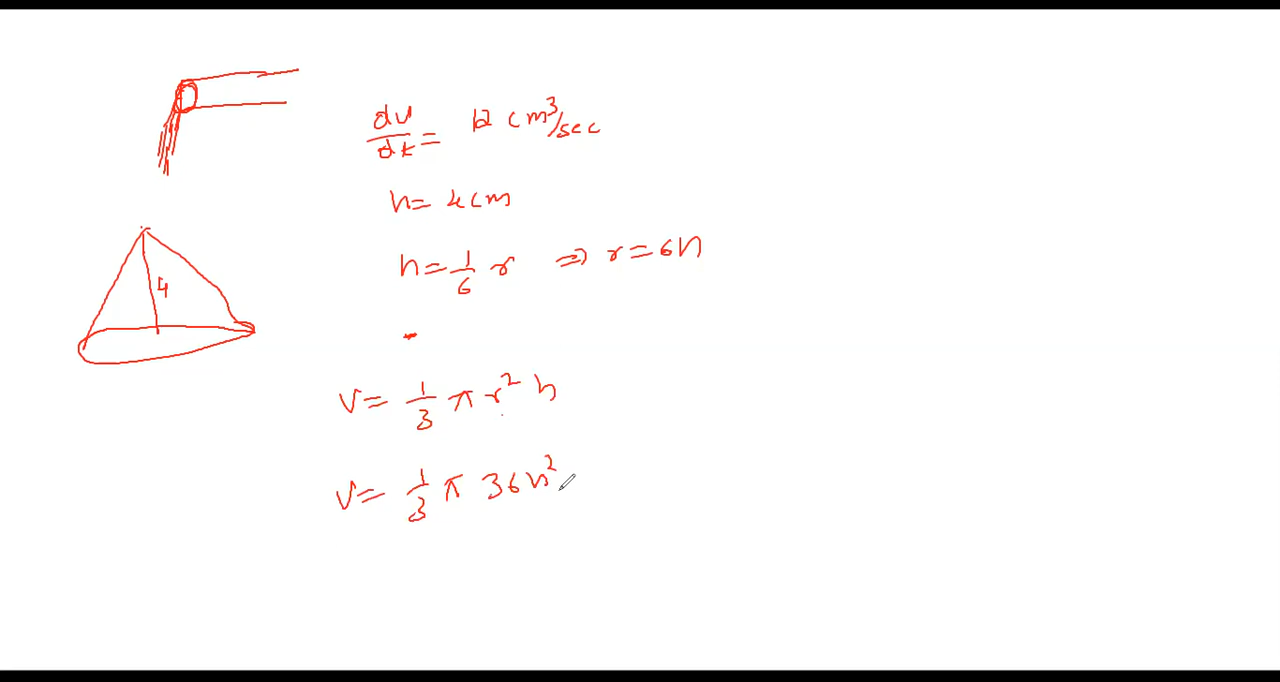 dv/dt = 12 cm³/sec
h = 4 cm
h = 1/6 r ⇒ r = 6h
4
V = 1/3 π r² h
V = 1/3 π 36h²